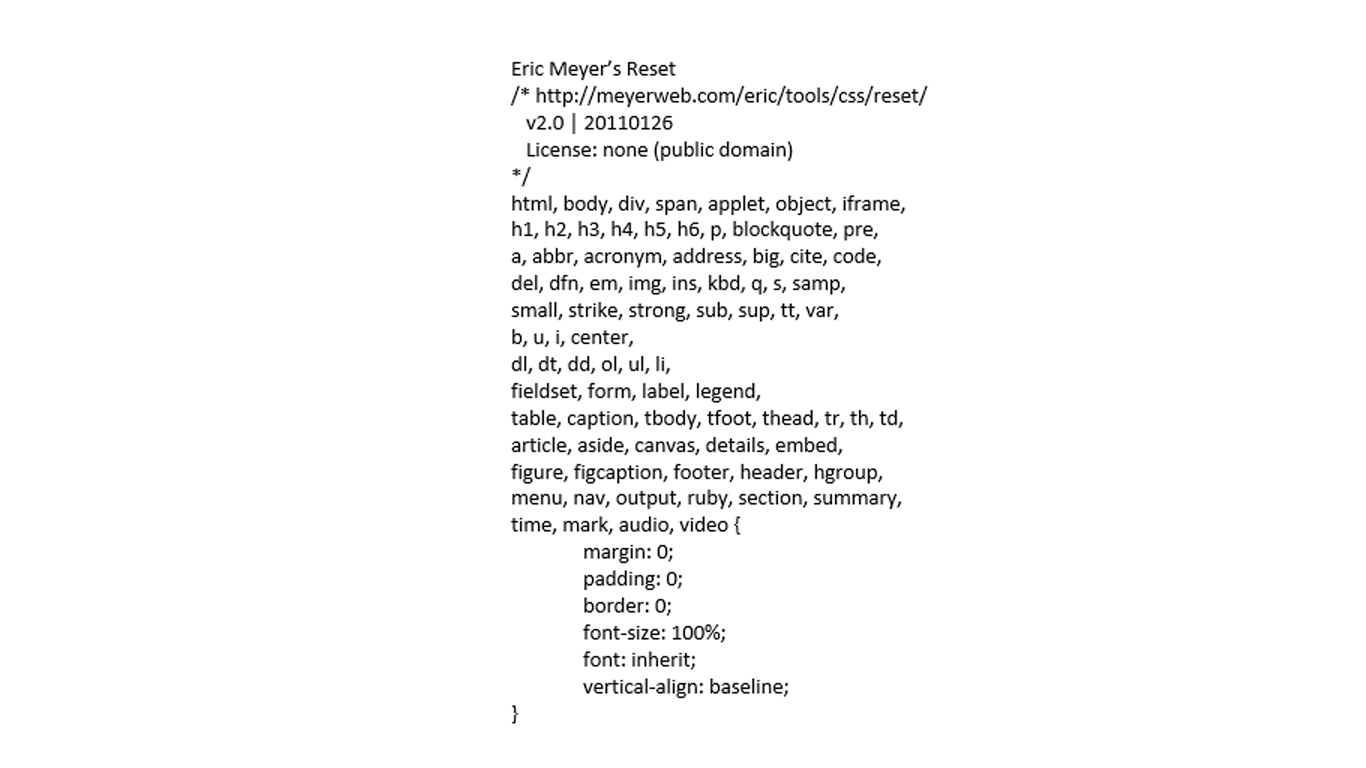 Eric Meyer’s Reset
/* http://meyerweb.com/eric/tools/css/reset/
v2.0 | 20110126
License: none (public domain)
*/
html, body, div, span, applet, object, iframe,
h1, h2, h3, h4, h5, h6, p, blockquote, pre,
a, abbr, acronym, address, big, cite, code,
del, dfn, em, img, ins, kbd, q, s, samp,
small, strike, strong, sub, sup, tt, var,
b, u, i, center,
dl, dt, dd, ol, ul, li,
fieldset, form, label, legend,
table, caption, tbody, tfoot, thead, tr, th, td,
article, aside, canvas, details, embed,
figure, figcaption, footer, header, hgroup,
menu, nav, output, ruby, section, summary,
time, mark, audio, video {
margin: 0;
padding: 0;
border: 0;
font-size: 100%;
font: inherit;
vertical-align: baseline;
}